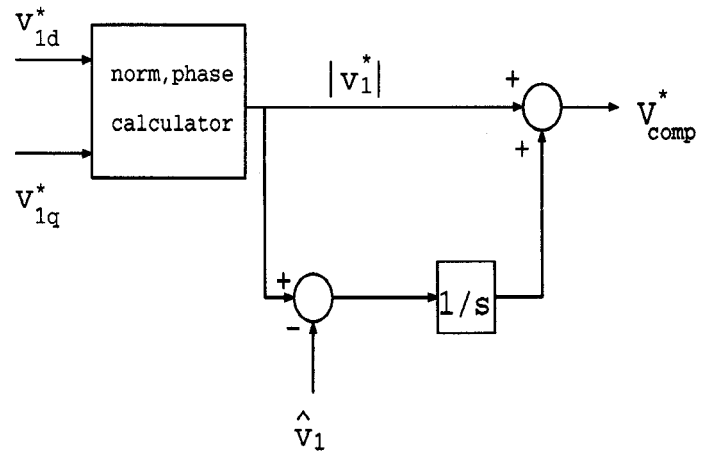 v*1d
norm,phase
calculator
v*1q
|v*1|
+
+
V*comp
+
-
1/s
v̂1